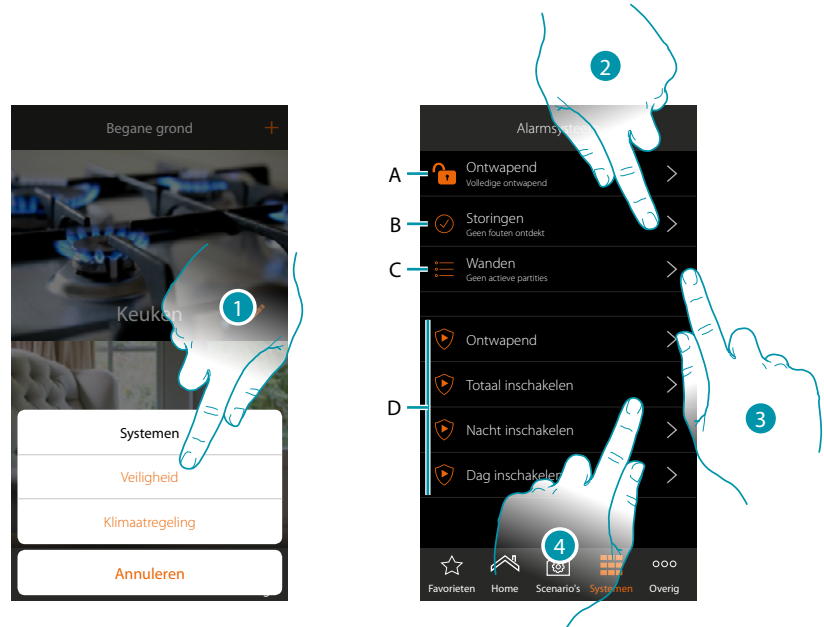 2
Begane grond +
Alarmsystee
A
Ontwapend
Volledige ontwapend
B
Storingen
Geen fouten ontdekt
C
Wanden
Geen actieve partities
Keuken
1
Ontwapend
Totaal inschakelen
D
3
Systemen
Nacht inschakelen
Veiligheid
Dag inschakelen
Klimaatregeling
4
Annuleren
Favorieten Home Scenario's Systemen Overig